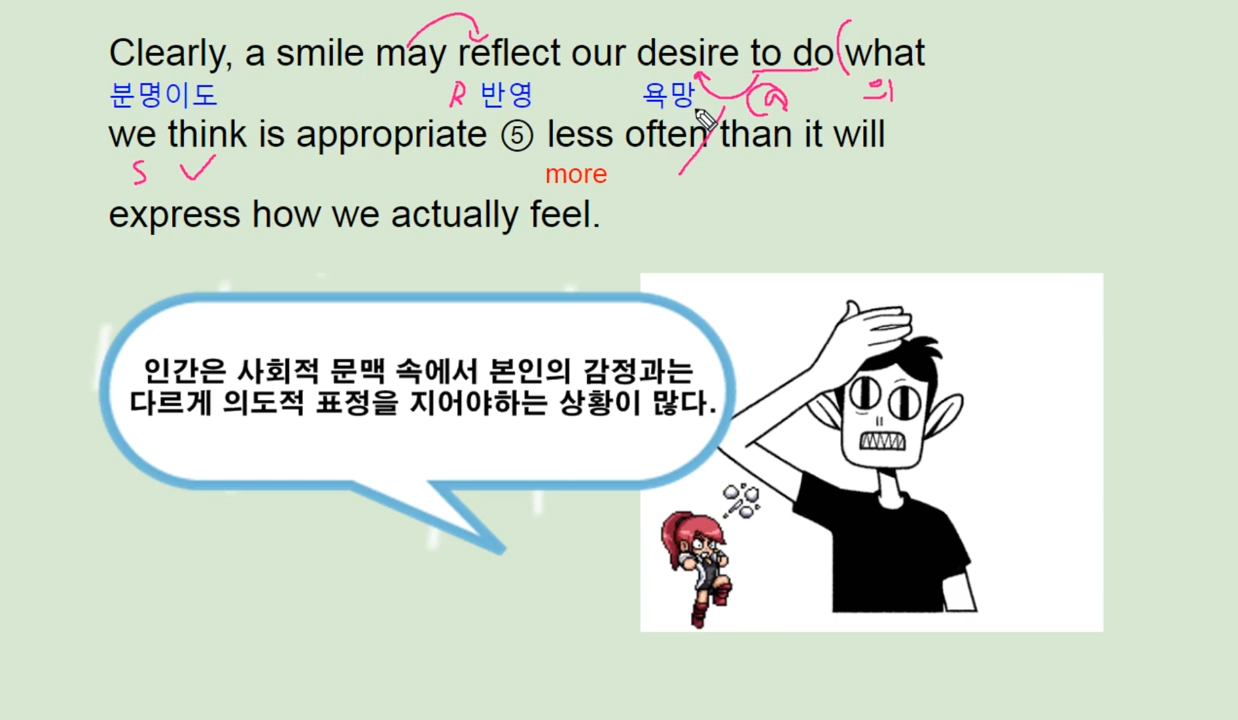 Clearly, a smile may reflect our desire to do (what
분명이도 R 반영 욕망 ⓐ 의
we think is appropriate ⑤ less often than it will
S V more
express how we actually feel.
인간은 사회적 문맥 속에서 본인의 감정과는
다르게 의도적 표정을 지어야하는 상황이 많다.